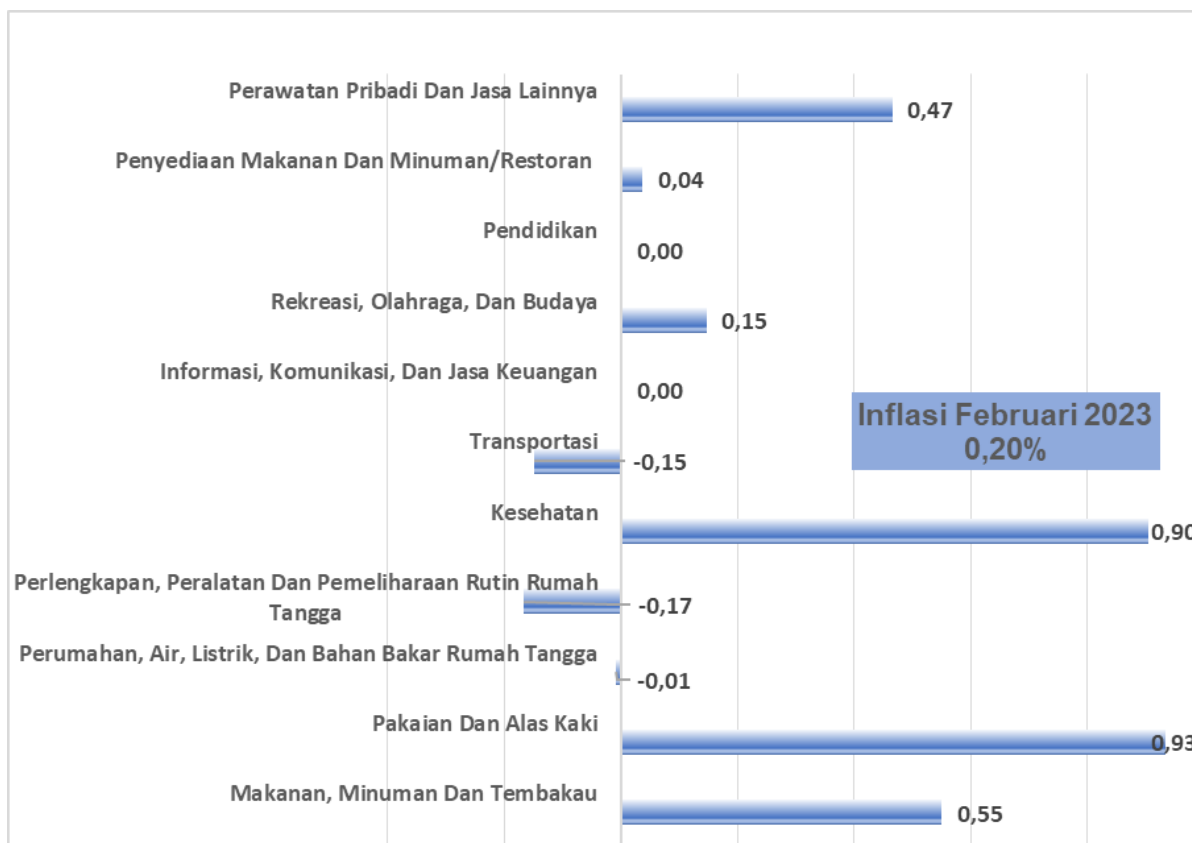 Perawatan Pribadi Dan Jasa Lainnya
0,47
Penyediaan Makanan Dan Minuman/Restoran
0,04
Pendidikan
0,00
Rekreasi, Olahraga, Dan Budaya
0,15
Informasi, Komunikasi, Dan Jasa Keuangan
0,00
Inflasi Februari 2023
0,20%
Transportasi
-0,15
Kesehatan
0,90
Perlengkapan, Peralatan Dan Pemeliharaan Rutin Rumah
Tangga
-0,17
Perumahan, Air, Listrik, Dan Bahan Bakar Rumah Tangga
-0,01
Pakaian Dan Alas Kaki
0,93
Makanan, Minuman Dan Tembakau
0,55